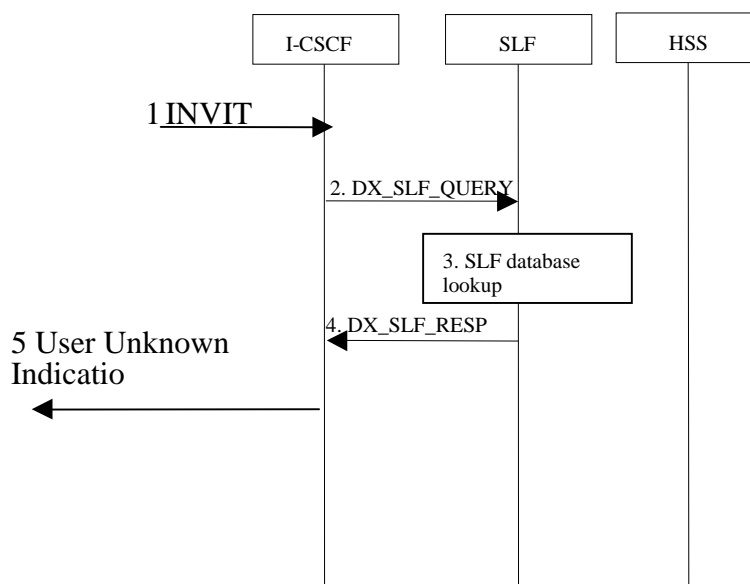 I-CSCF
SLF
HSS
1 INVIT
2. DX_SLF_QUERY
3. SLF database
lookup
4. DX_SLF_RESP
5 User Unknown
Indicatio